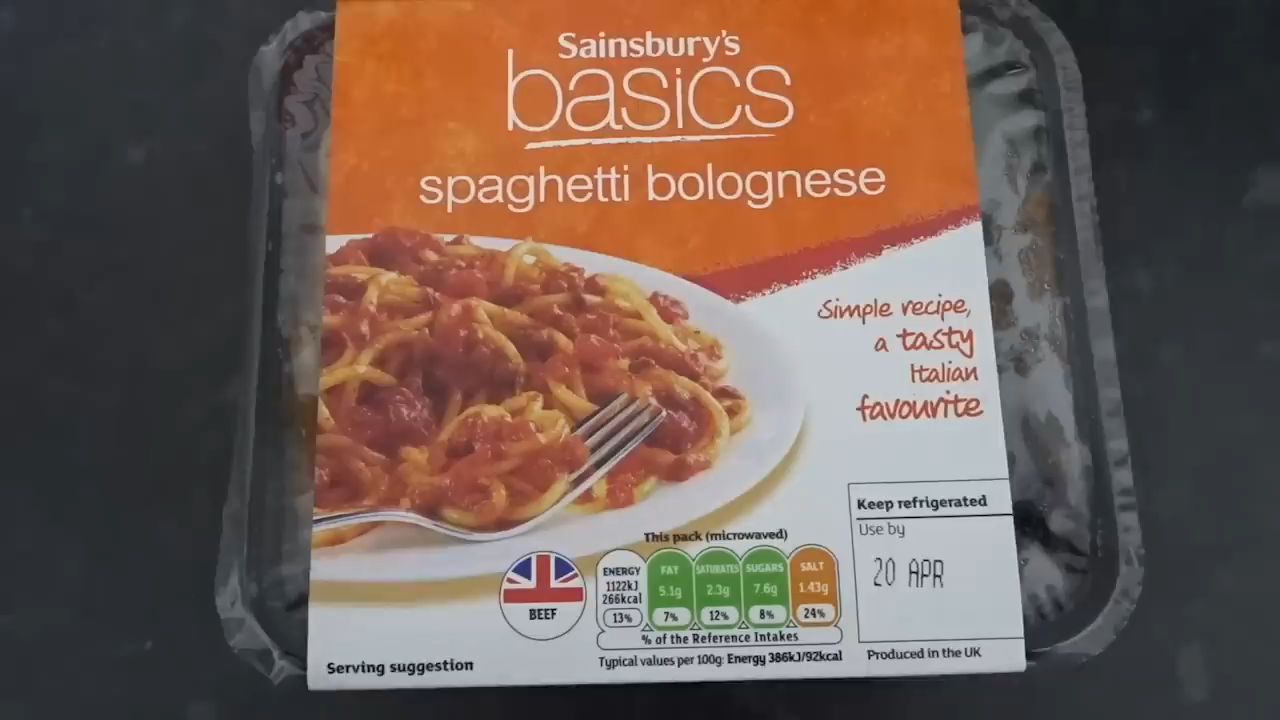 Sainsbury's
basics
spaghetti bolognese
Simple recipe,
a tasty
Italian
favourite
Keep refrigerated
Use by
20 APR
Produced in the UK
This pack (microwaved)
ENERGY FAT SATURATES SUGARS SALT
1122kJ
266kcal 5.1g 2.3g 7.6g 1.43g
13% 7% 12% 8% 24%
% of the Reference Intakes
Typical values per 100g: Energy 386kJ/92kcal
BEEF
Serving suggestion